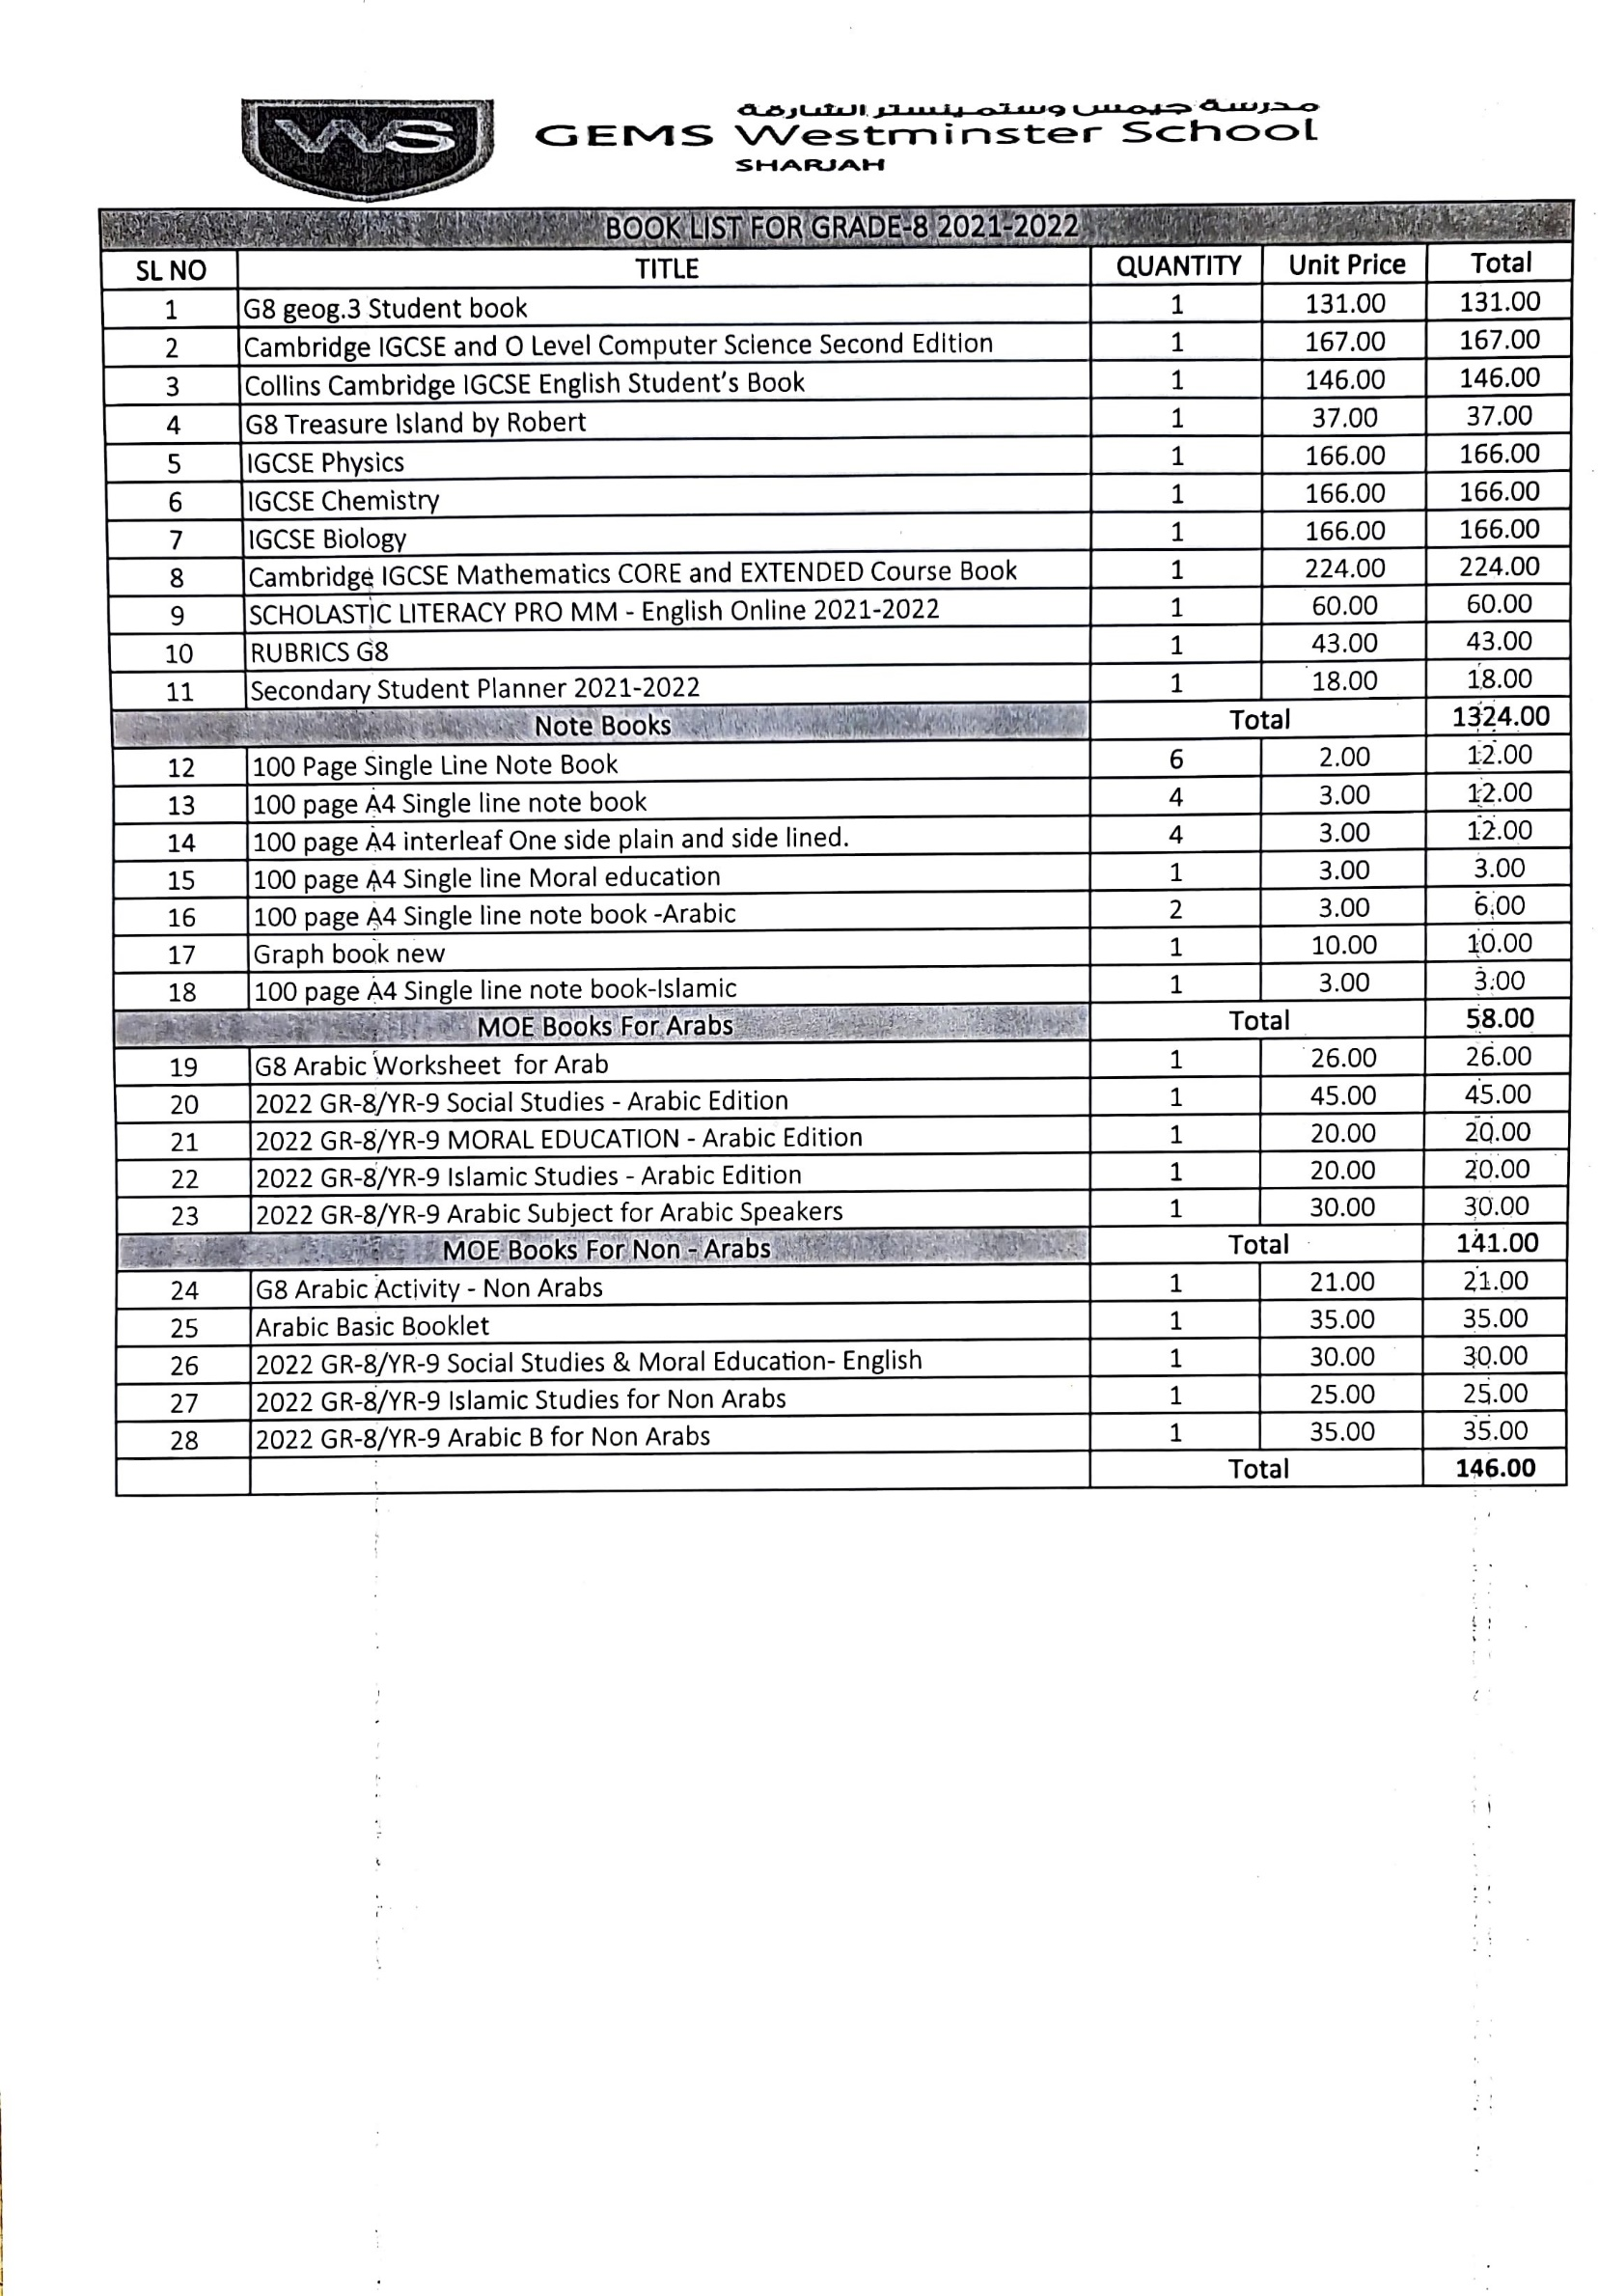 WS
مدرسة جيمس وستمينستر الشارقة
GEMS Westminster School
SHARJAH
BOOK LIST FOR GRADE-8 2021-2022
SL NO TITLE QUANTITY Unit Price Total
1 G8 geog.3 Student book 1 131.00 131.00
2 Cambridge IGCSE and O Level Computer Science Second Edition 1 167.00 167.00
3 Collins Cambridge IGCSE English Student's Book 1 146.00 146.00
4 G8 Treasure Island by Robert 1 37.00 37.00
5 IGCSE Physics 1 166.00 166.00
6 IGCSE Chemistry 1 166.00 166.00
7 IGCSE Biology 1 166.00 166.00
8 Cambridge IGCSE Mathematics CORE and EXTENDED Course Book 1 224.00 224.00
9 SCHOLASTIC LITERACY PRO MM - English Online 2021-2022 1 60.00 60.00
10 RUBRICS G8 1 43.00 43.00
11 Secondary Student Planner 2021-2022 1 18.00 18.00
Note Books Total 1324.00
12 100 Page Single Line Note Book 6 2.00 12.00
13 100 page A4 Single line note book 4 3.00 12.00
14 100 page A4 interleaf One side plain and side lined. 4 3.00 12.00
15 100 page A4 Single line Moral education 1 3.00 3.00
16 100 page A4 Single line note book -Arabic 2 3.00 6.00
17 Graph book new 1 10.00 10.00
18 100 page A4 Single line note book-Islamic 1 3.00 3.00
MOE Books For Arabs Total 58.00
19 G8 Arabic Worksheet for Arab 1 26.00 26.00
20 2022 GR-8/YR-9 Social Studies - Arabic Edition 1 45.00 45.00
21 2022 GR-8/YR-9 MORAL EDUCATION - Arabic Edition 1 20.00 20.00
22 2022 GR-8/YR-9 Islamic Studies - Arabic Edition 1 20.00 20.00
23 2022 GR-8/YR-9 Arabic Subject for Arabic Speakers 1 30.00 30.00
MOE Books For Non - Arabs Total 141.00
24 G8 Arabic Activity - Non Arabs 1 21.00 21.00
25 Arabic Basic Booklet 1 35.00 35.00
26 2022 GR-8/YR-9 Social Studies & Moral Education- English 1 30.00 30.00
27 2022 GR-8/YR-9 Islamic Studies for Non Arabs 1 25.00 25.00
28 2022 GR-8/YR-9 Arabic B for Non Arabs 1 35.00 35.00
Total 146.00